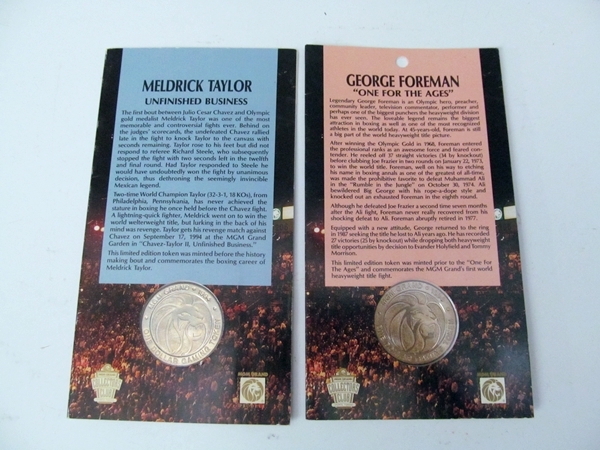 MELDRICK TAYLOR
UNFINISHED BUSINESS
The first bout between Julio Cesar Chavez and Olympic
gold medalist Meldrick Taylor was one of the most
memorable and controversial fights ever. Behind on
the judges' scorecards, the undefeated Chavez rallied
late in the fight to knock Taylor to the canvas with
seconds remaining. Taylor rose to his feet but did not
respond to referee Richard Steele, who subsequently
stopped the fight with two seconds left in the twelfth
and final round. Had Taylor responded to Steele he
would have undoubtedly won the fight by unanimous
decision, thus dethroning the seemingly invincible
Mexican legend.
Two-time World Champion Taylor (32-3-1, 18 KOs), from
Philadelphia, Pennsylvania, has never achieved the
stature in boxing he once held before the Chavez fight.
A lightning-quick fighter, Meldrick went on to win the
world welterweight title, but lurking in the back of his
mind was revenge. Taylor gets his revenge match against
Chavez on September 17, 1994 at the MGM Grand
Garden in "Chavez-Taylor II, Unfinished Business."
This limited edition token was minted before the history
making bout and commemorates the boxing career of
Meldrick Taylor.
GEORGE FOREMAN
"ONE FOR THE AGES"
Legendary George Foreman is an Olympic hero, preacher,
community leader, television commentator, performer and
perhaps one of the biggest punchers the heavyweight division
has ever seen. The loveable legend remains the biggest
attraction in boxing as well as one of the most recognized
athletes in the world today. At 45-years-old, Foreman is still
a big part of the world heavyweight title picture.
After winning the Olympic Gold in 1968, Foreman entered
the professional ranks as an awesome force and feared con-
tender. He reeled off 37 straight victories (34 by knockout)
before clubbing Joe Frazier in two rounds on January 22, 1973,
to win the world title. Foreman, well on his way to etching
his name in boxing annals as one of the greatest of all-time,
was made the prohibitive favorite to defeat Muhammad Ali
in the "Rumble in the Jungle" on October 30, 1974. Ali
bewildered Big George with his rope-a-dope style and
knocked out an exhausted Foreman in the eighth round.
Although he defeated Joe Frazier a second time seven months
after the Ali fight, Foreman never really recovered from his
shocking defeat to Ali. Foreman abruptly retired in 1977.
Equipped with a new attitude, George returned to the ring
in 1987 seeking the title he lost to Ali years ago. He has recorded
27 victories (25 by knockout) while dropping both heavyweight
title opportunities by decision to Evander Holyfield and Tommy
Morrison.
This limited edition token was minted prior to the "One For
The Ages" and commemorates the MGM Grand's first world
heavyweight title fight.
MGM GRAND
MGM GRAND